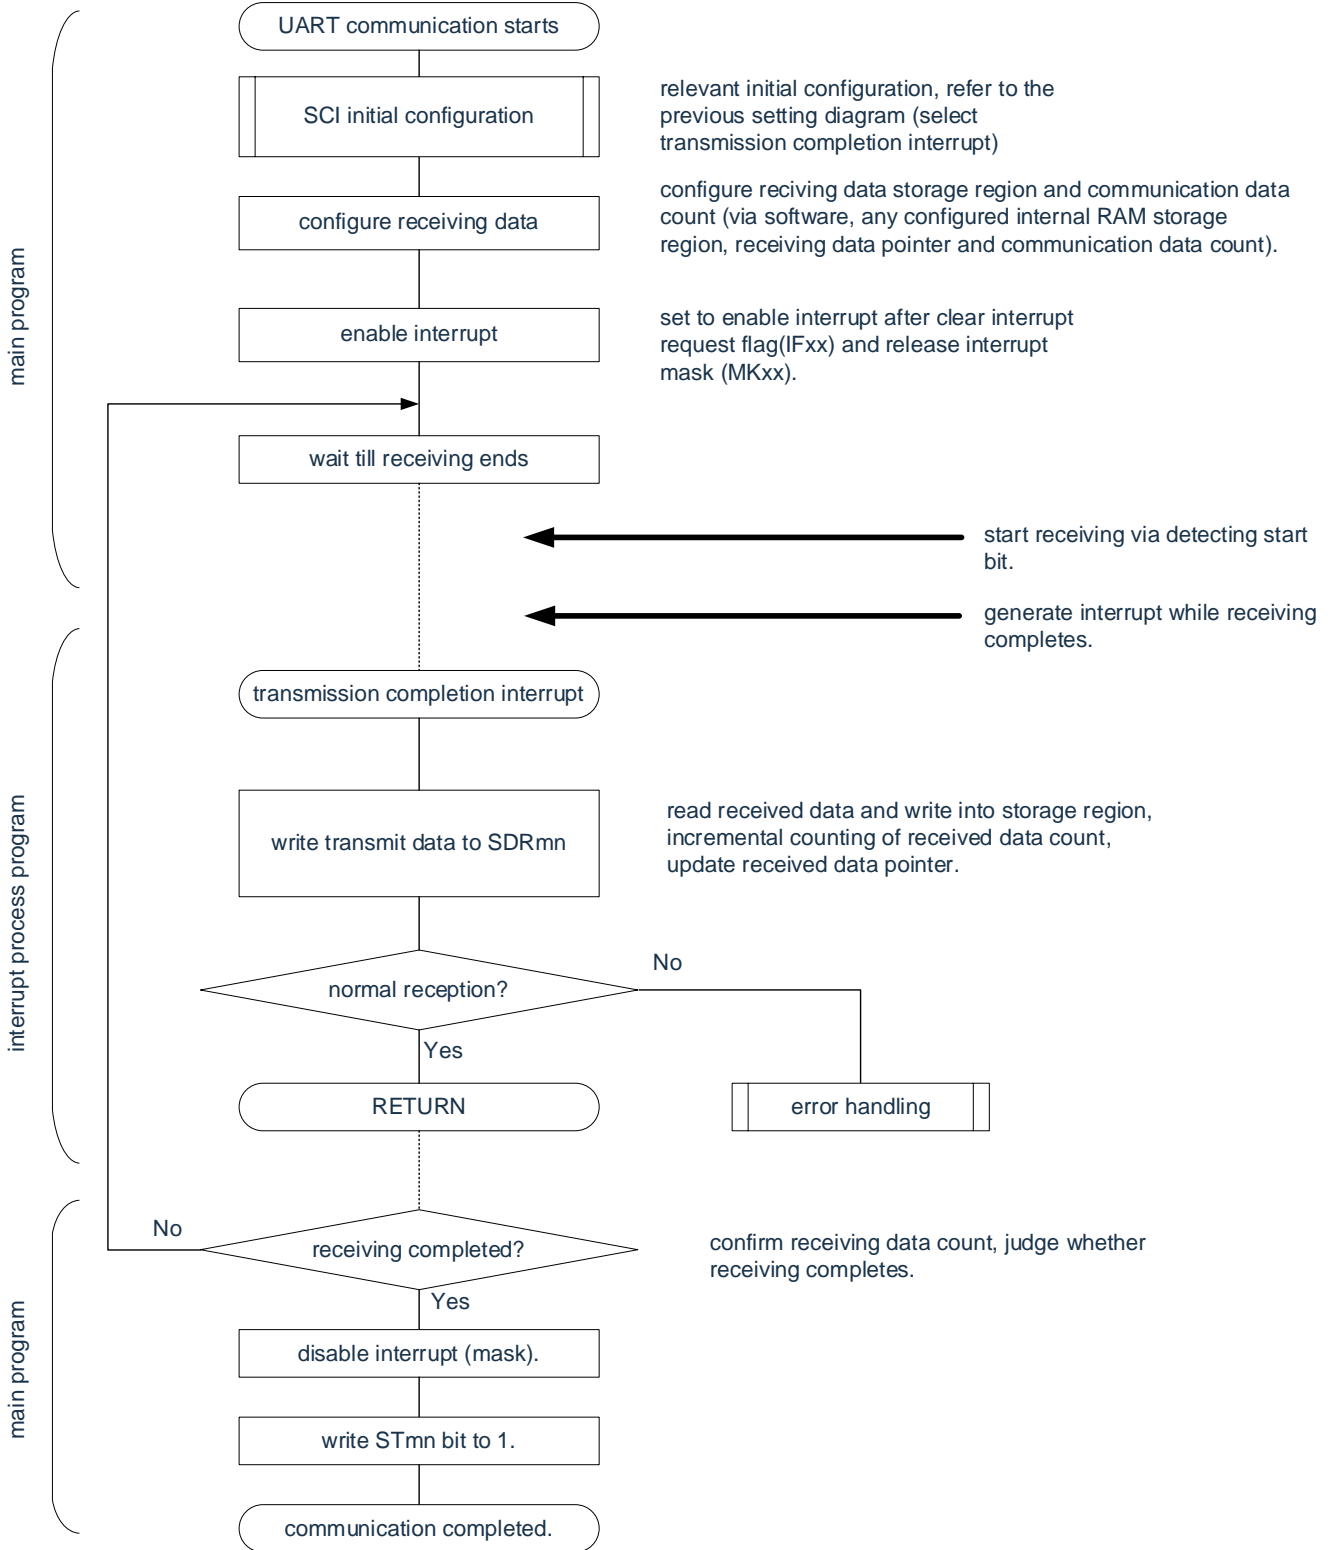 UART communication starts
SCI initial configuration
relevant initial configuration, refer to the
previous setting diagram (select
transmission completion interrupt)
configure receiving data
configure reciving data storage region and communication data
count (via software, any configured internal RAM storage
region, receiving data pointer and communication data count).
main program
enable interrupt
set to enable interrupt after clear interrupt
request flag(IFxx) and release interrupt
mask (MKxx).
wait till receiving ends
start receiving via detecting start
bit.
generate interrupt while receiving
completes.
transmission completion interrupt
write transmit data to SDRmn
read received data and write into storage region,
incremental counting of received data count,
update received data pointer.
interrupt process program
normal reception?
No
Yes
RETURN
error handling
No
receiving completed?
confirm receiving data count, judge whether
receiving completes.
Yes
main program
disable interrupt (mask).
write STmn bit to 1.
communication completed.